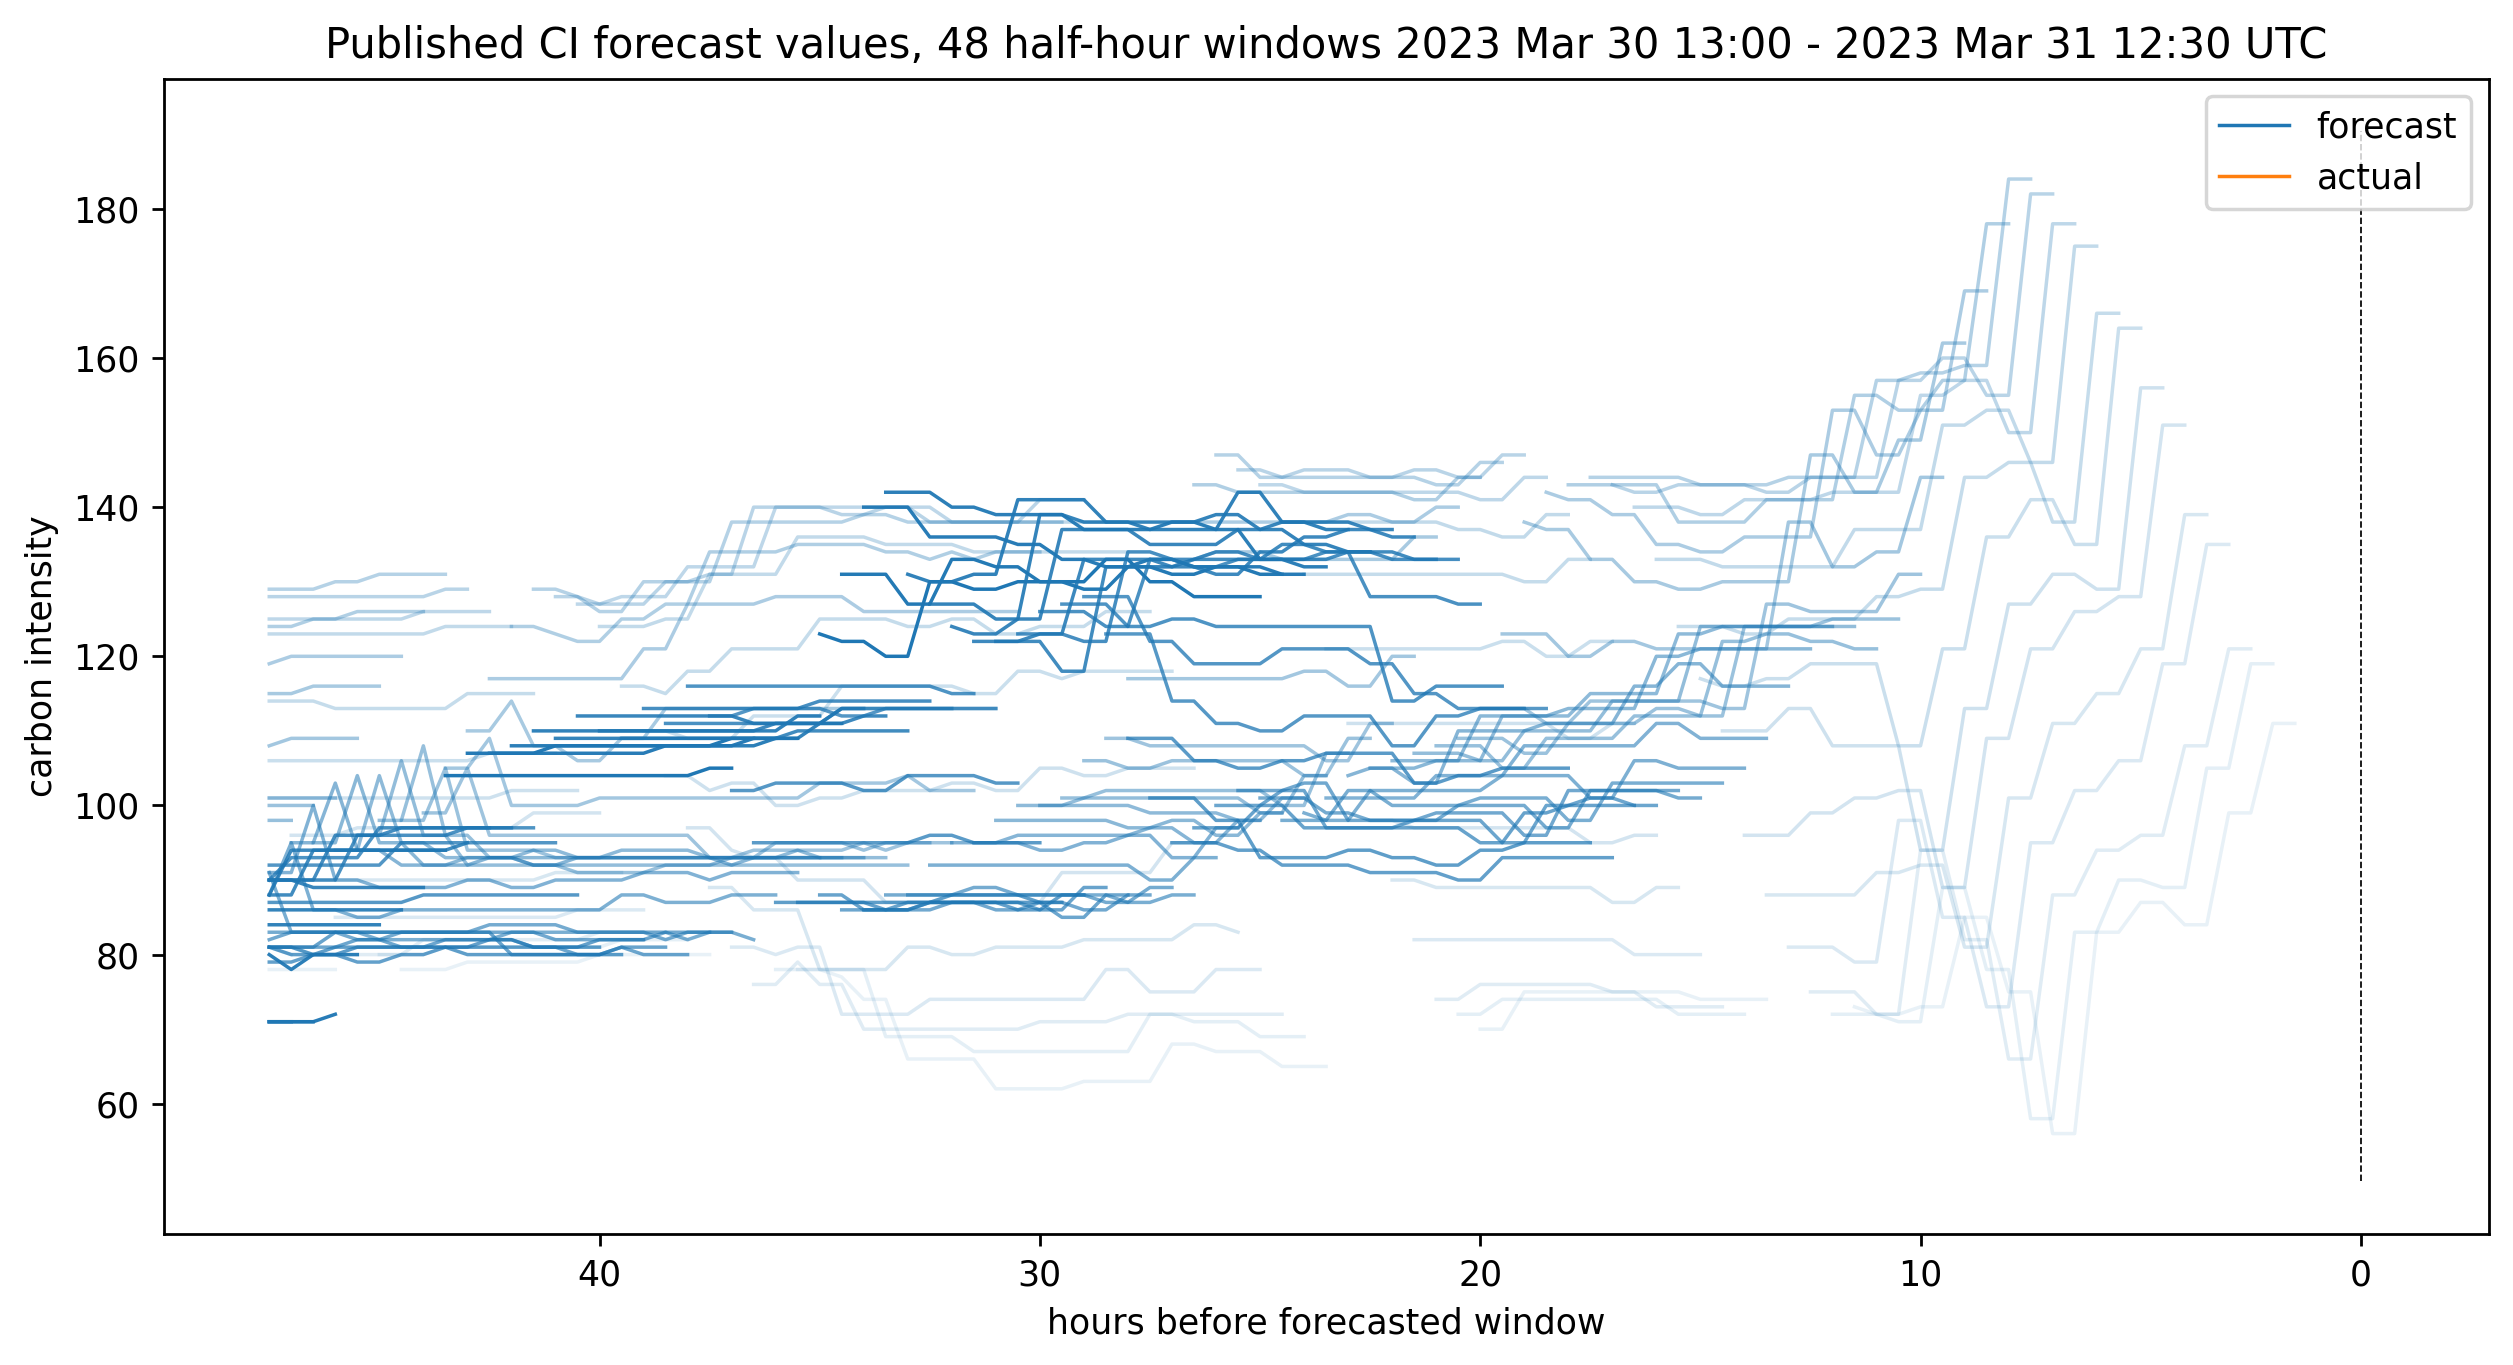 Published CI forecast values, 48 half-hour windows 2023 Mar 30 13:00 - 2023 Mar 31 12:30 UTC
forecast
actual
carbon intensity
180
160
140
120
100
80
60
40
30
20
10
0
hours before forecasted window